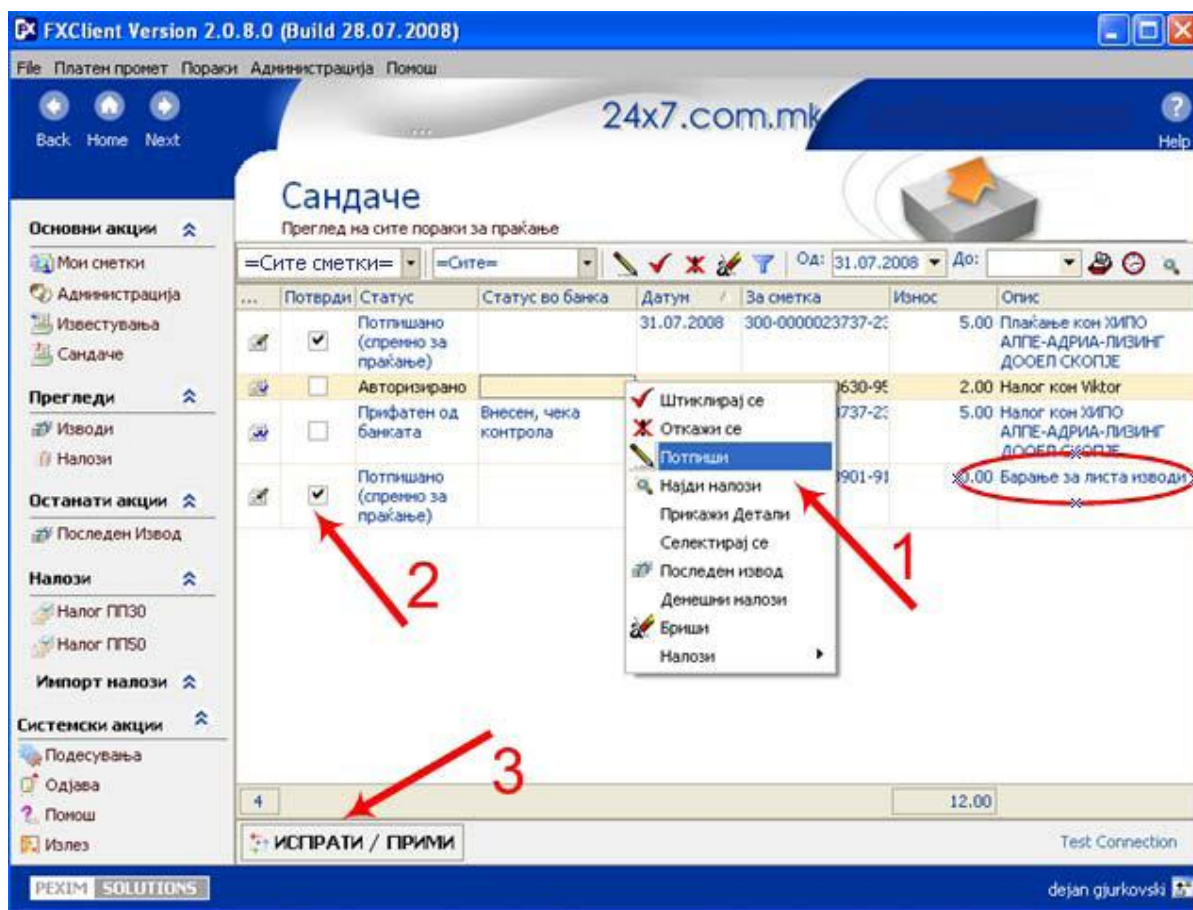 FXClient Version 2.0.8.0 (Build 28.07.2008)
File Платен промет Пораки Администрација Помош
Back Home Next
24x7.com.mk
Help
Сандаче
Преглед на сите пораки за праќање
Основни акции
Мои сметки
Администрација
Известувања
Сандаче
Прегледи
Изводи
Налози
Останати акции
Последен Извод
Налози
Налог ПП30
Налог ПП50
Импорт налози
Системски акции
Подесувања
Одјава
Помош
Излез
=Сите сметки= =Сите= Од: 31.07.2008 До:
... Потврди Статус Статус во банка Датум За сметка Износ Опис
Потпишано (спремно за праќање) 31.07.2008 300-0000023737-23 5.00 Плаќање кон ХИПО АЛПЕ-АДРИА-ЛИЗИНГ ДООЕЛ СКОПЈЕ
Авторизирано 0630-95 2.00 Налог кон Viktor
Прифатен од банката Внесен, чека контрола 3737-23 5.00 Налог кон ХИПО АЛПЕ-АДРИА-ЛИЗИНГ ДООЕЛ СКОПЈЕ
Потпишано (спремно за праќање) 3901-91 0.00 Барање за листа изводи
Штиклирај се
Откажи се
Потпиши
Најди налози
Прикажи Детали
Селектирај се
Последен извод
Денешни налози
Бриши
Налози
1
2
3
4 12.00
ИСПРАТИ / ПРИМИ
Test Connection
PEXIM SOLUTIONS
dejan gjurkovski